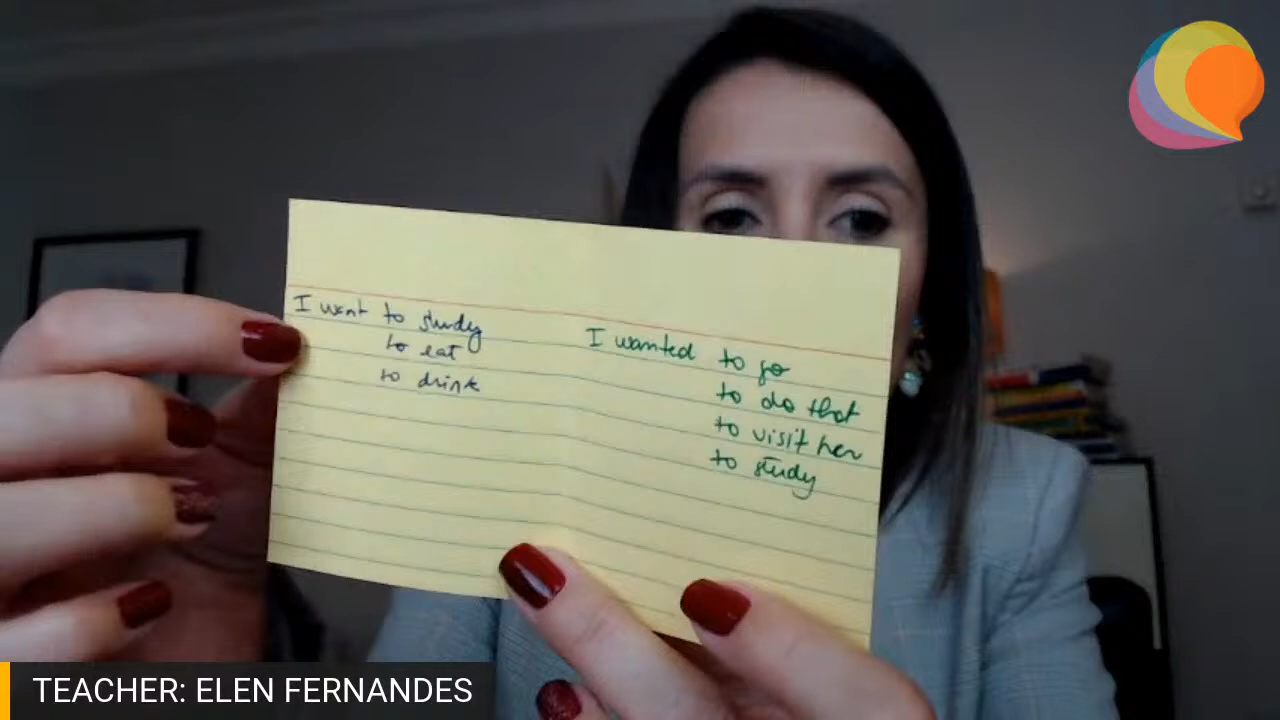 I want to study
to eat
to drink
I wanted to go
to do that
to visit her
to study
TEACHER: ELEN FERNANDES